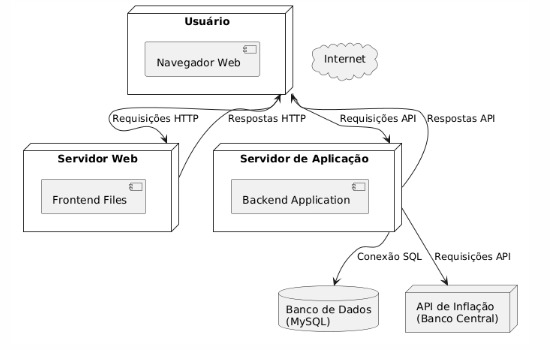 Usuário
Navegador Web
Internet
Requisições HTTP
Respostas HTTP
Requisições API
Respostas API
Servidor Web
Frontend Files
Servidor de Aplicação
Backend Application
Conexão SQL
Requisições API
Banco de Dados
(MySQL)
API de Inflação
(Banco Central)